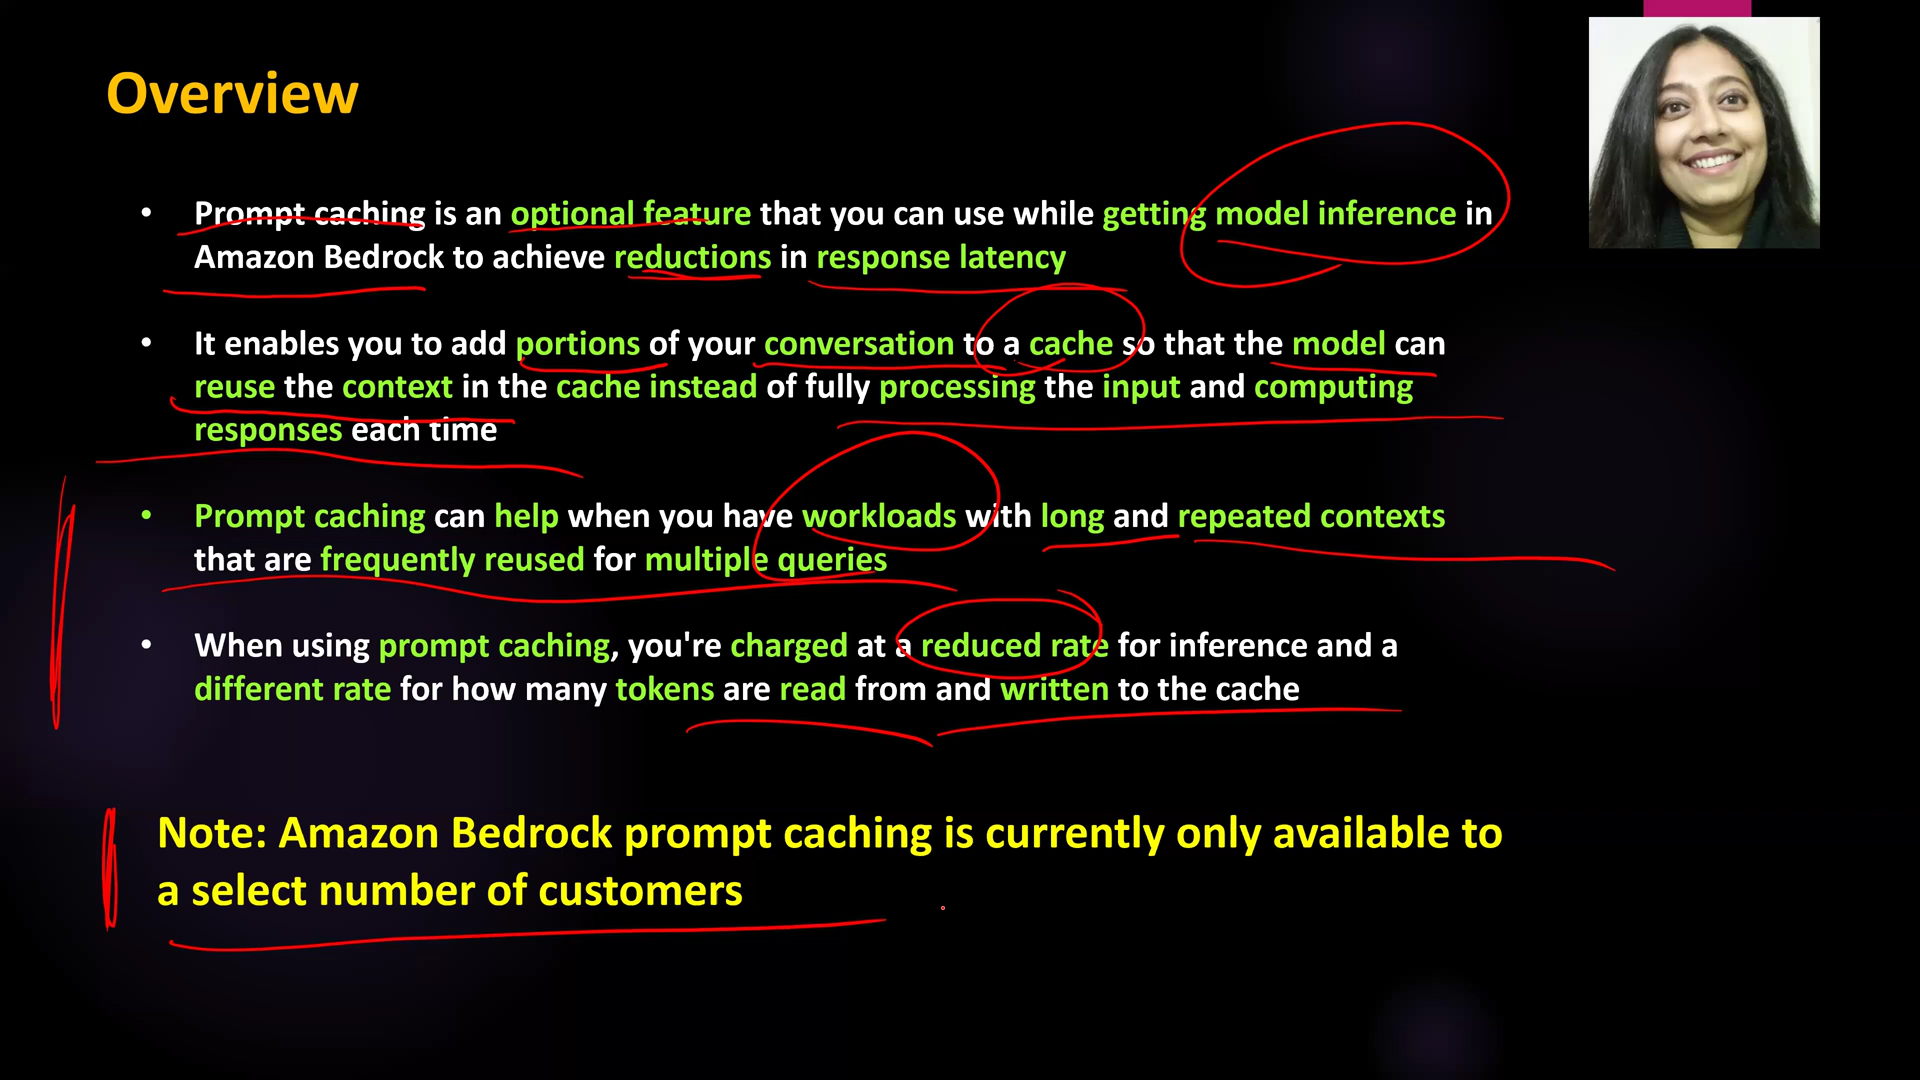 Overview
• Prompt caching is an optional feature that you can use while getting model inference in
Amazon Bedrock to achieve reductions in response latency
• It enables you to add portions of your conversation to a cache so that the model can
reuse the context in the cache instead of fully processing the input and computing
responses each time
• Prompt caching can help when you have workloads with long and repeated contexts
that are frequently reused for multiple queries
• When using prompt caching, you're charged at a reduced rate for inference and a
different rate for how many tokens are read from and written to the cache
Note: Amazon Bedrock prompt caching is currently only available to
a select number of customers